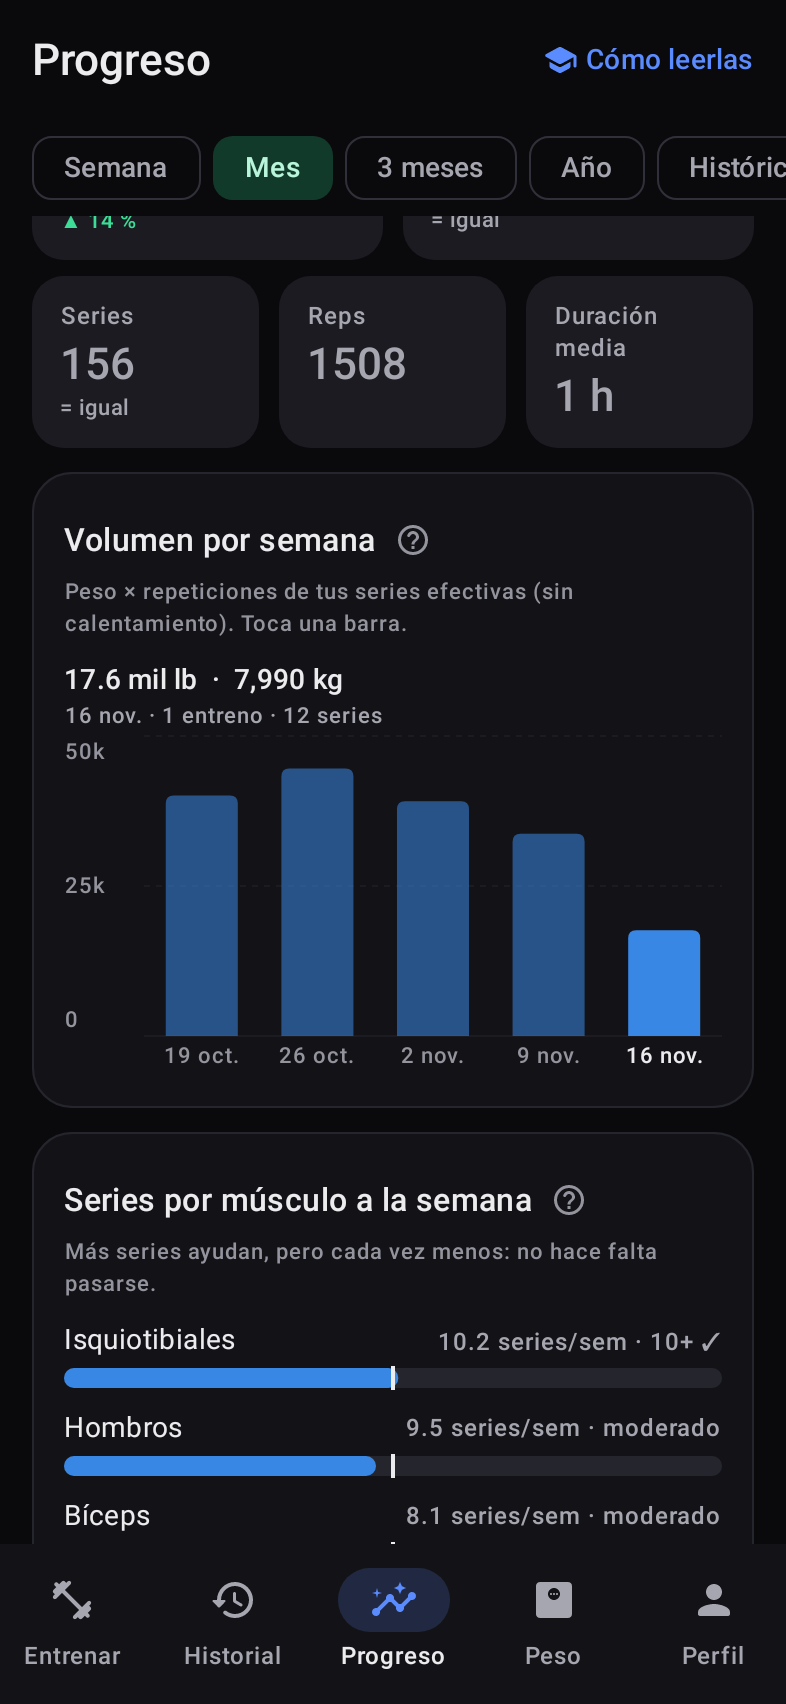 Progreso
Cómo leerlas
Semana
Mes
3 meses
Año
Históric
▲ 14 %
= igual
Series
156
= igual
Reps
1508
Duración
media
1 h
Volumen por semana
Peso × repeticiones de tus series efectivas (sin
calentamiento). Toca una barra.
17.6 mil lb · 7,990 kg
16 nov. · 1 entreno · 12 series
50k
25k
0
19 oct.
26 oct.
2 nov.
9 nov.
16 nov.
Series por músculo a la semana
Más series ayudan, pero cada vez menos: no hace falta
pasarse.
Isquiotibiales
10.2 series/sem · 10+ ✓
Hombros
9.5 series/sem · moderado
Bíceps
8.1 series/sem · moderado
Entrenar
Historial
Progreso
Peso
Perfil